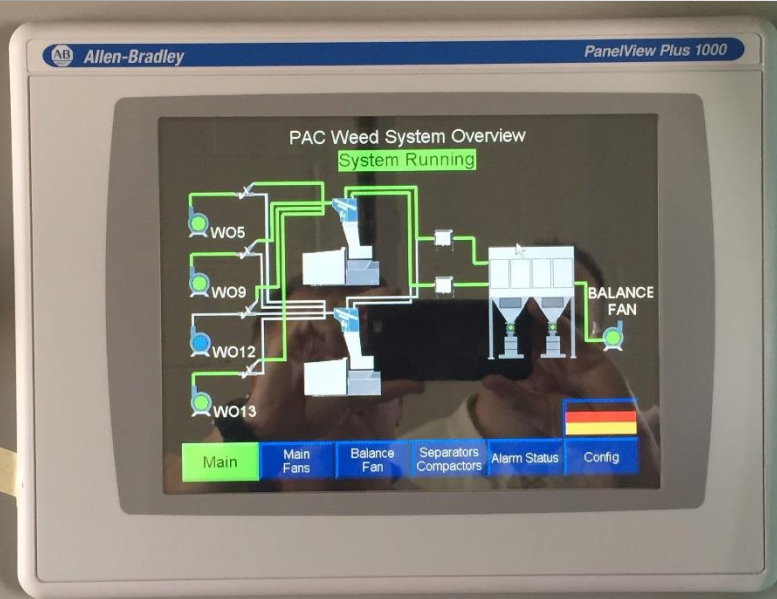 AB Allen-Bradley
PanelView Plus 1000
PAC Weed System Overview
System Running
WO5
WO9
WO12
WO13
BALANCE
FAN
Main
Main
Fans
Balance
Fan
Separators
Compactors
Alarm Status
Config